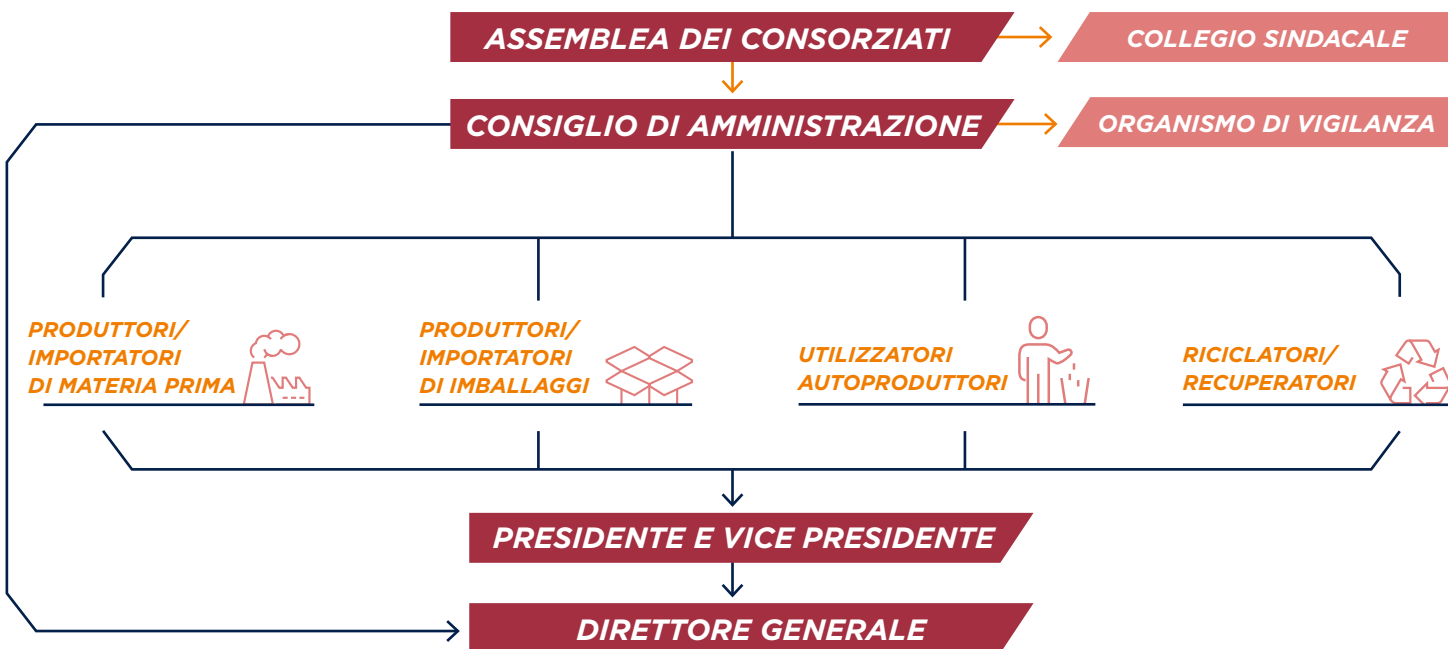 ASSEMBLEA DEI CONSORZIATI
COLLEGIO SINDACALE
CONSIGLIO DI AMMINISTRAZIONE
ORGANISMO DI VIGILANZA
PRODUTTORI/
IMPORTATORI
DI MATERIA PRIMA
PRODUTTORI/
IMPORTATORI
DI IMBALLAGGI
UTILIZZATORI
AUTOPRODUTTORI
RICICLATORI/
RECUPERATORI
PRESIDENTE E VICE PRESIDENTE
DIRETTORE GENERALE